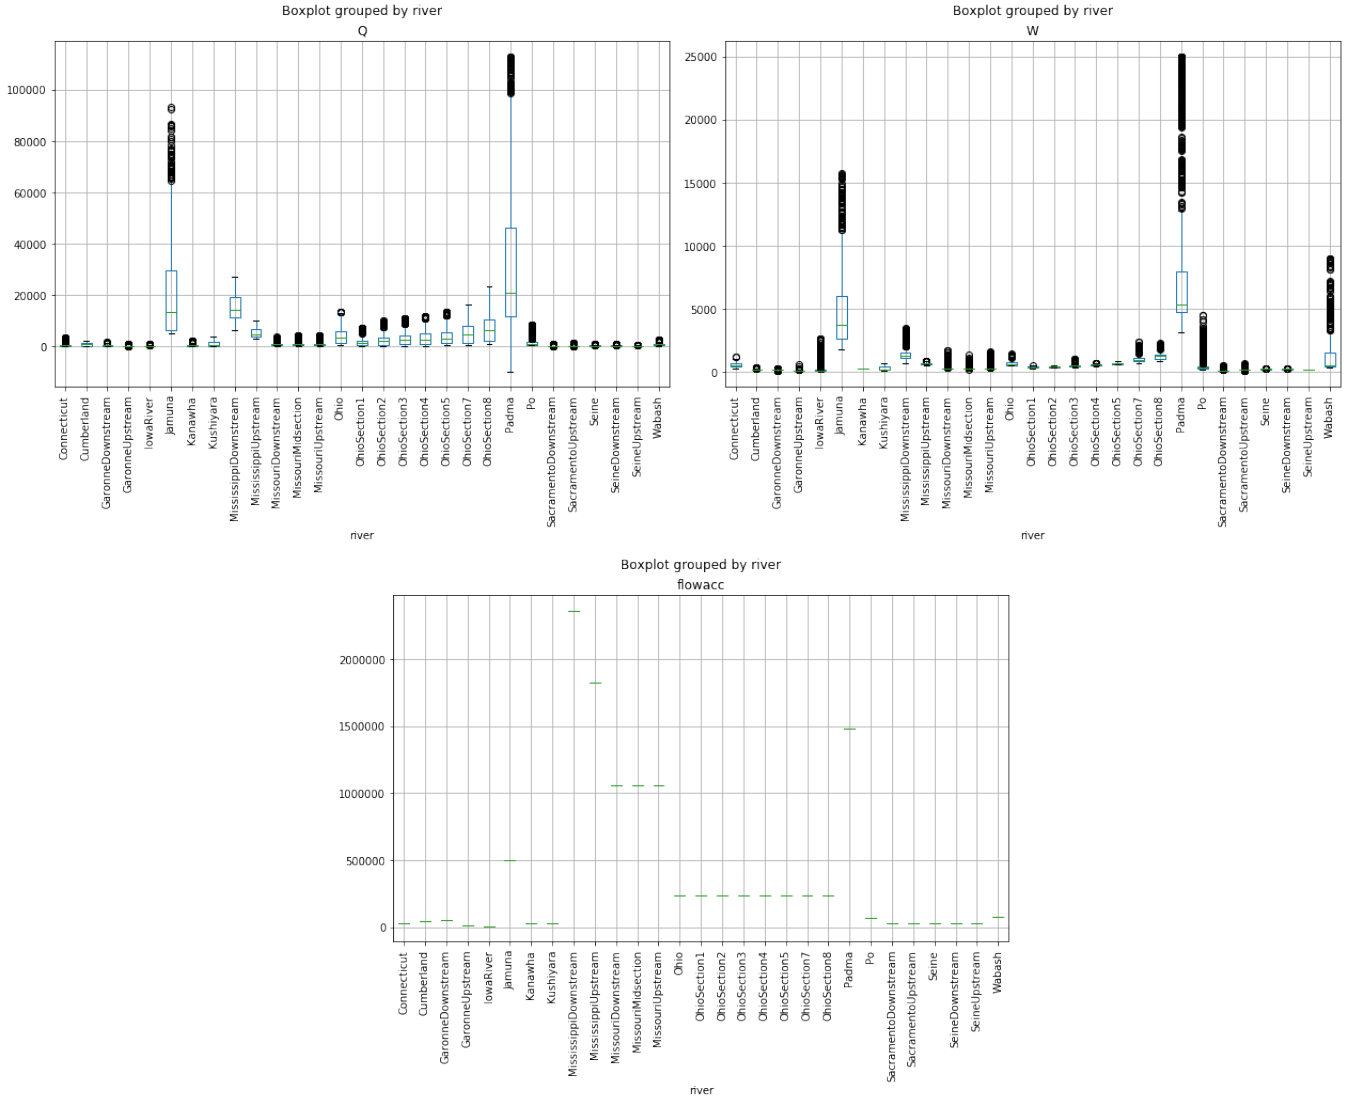 Boxplot grouped by river
Q
100000
80000
60000
40000
20000
0
Connecticut
Cumberland
GaronneDownstream
GaronneUpstream
IowaRiver
Jamuna
Kanawha
Kushiyara
MississippiDownstream
MississippiUpstream
MissouriDownstream
MissouriMidsection
MissouriUpstream
Ohio
OhioSection1
OhioSection2
OhioSection3
OhioSection4
OhioSection5
OhioSection7
OhioSection8
Padma
Po
SacramentoDownstream
SacramentoUpstream
Seine
SeineDownstream
SeineUpstream
Wabash
river
Boxplot grouped by river
W
25000
20000
15000
10000
5000
0
Connecticut
Cumberland
GaronneDownstream
GaronneUpstream
IowaRiver
Jamuna
Kanawha
Kushiyara
MississippiDownstream
MississippiUpstream
MissouriDownstream
MissouriMidsection
MissouriUpstream
Ohio
OhioSection1
OhioSection2
OhioSection3
OhioSection4
OhioSection5
OhioSection7
OhioSection8
Padma
Po
SacramentoDownstream
SacramentoUpstream
Seine
SeineDownstream
SeineUpstream
Wabash
river
Boxplot grouped by river
flowacc
2000000
1500000
1000000
500000
0
Connecticut
Cumberland
GaronneDownstream
GaronneUpstream
IowaRiver
Jamuna
Kanawha
Kushiyara
MississippiDownstream
MississippiUpstream
MissouriDownstream
MissouriMidsection
MissouriUpstream
Ohio
OhioSection1
OhioSection2
OhioSection3
OhioSection4
OhioSection5
OhioSection7
OhioSection8
Padma
Po
SacramentoDownstream
SacramentoUpstream
Seine
SeineDownstream
SeineUpstream
Wabash
river